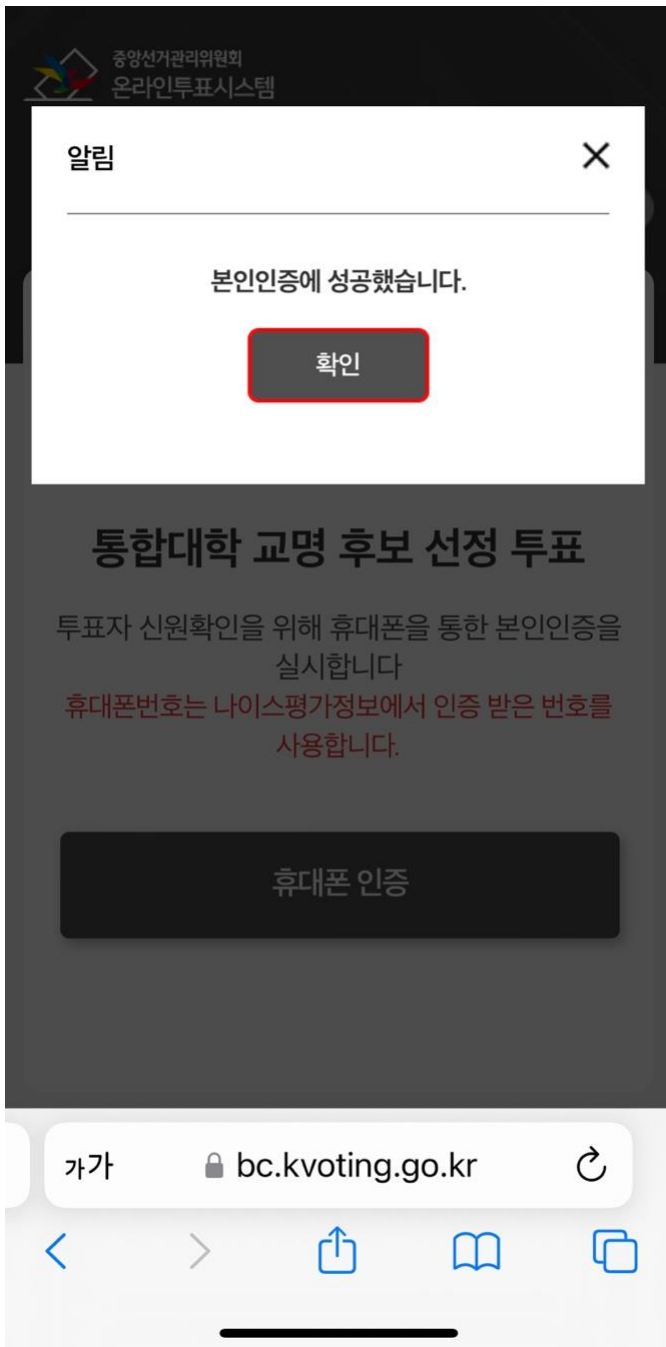 중앙선거관리위원회
온라인투표시스템
알림
본인인증에 성공했습니다.
확인
통합대학 교명 후보 선정 투표
투표자 신원확인을 위해 휴대폰을 통한 본인인증을
실시합니다
휴대폰번호는 나이스평가정보에서 인증 받은 번호를
사용합니다.
휴대폰 인증
가가 bc.kvoting.go.kr